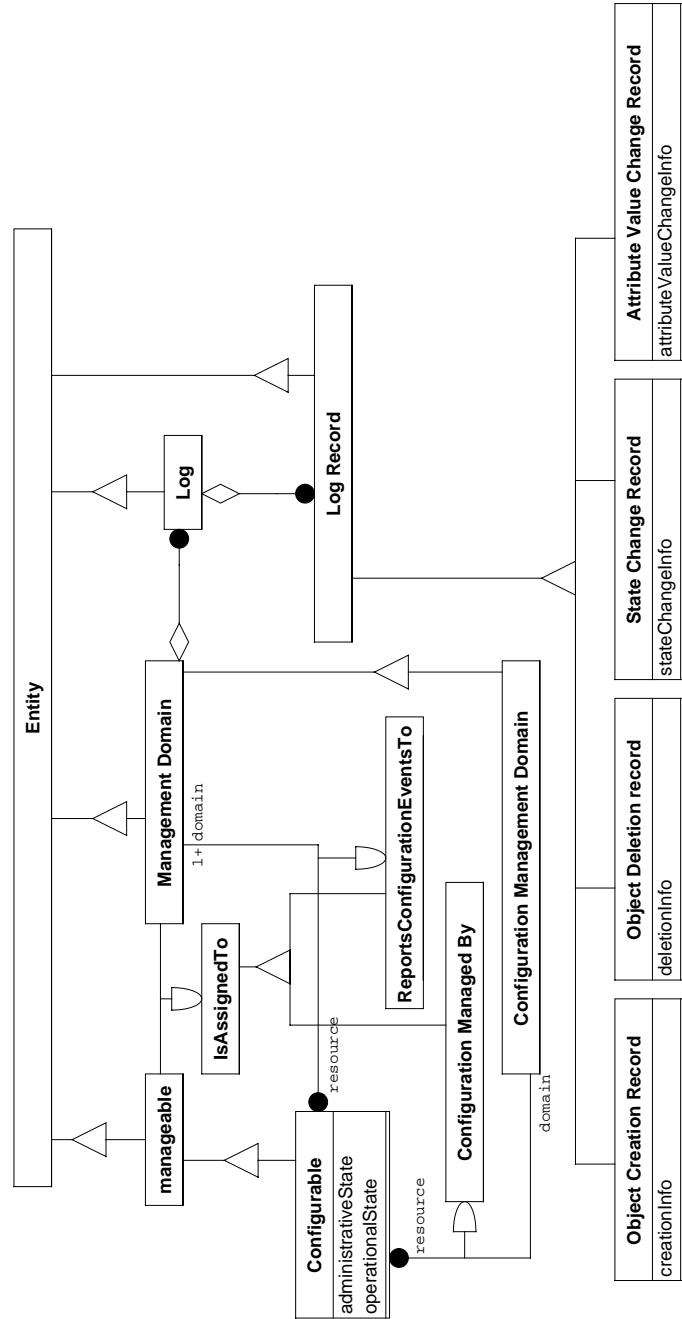 Entity
manageable
Management Domain
Log
1+ domain
IsAssignedTo
Log Record
resource
Configurable
administrativeState
operationalState
ReportsConfigurationEventsTo
resource
Configuration Managed By
Configuration Management Domain
domain
Object Creation Record
creationInfo
Object Deletion record
deletionInfo
State Change Record
stateChangeInfo
Attribute Value Change Record
attributeValueChangeInfo